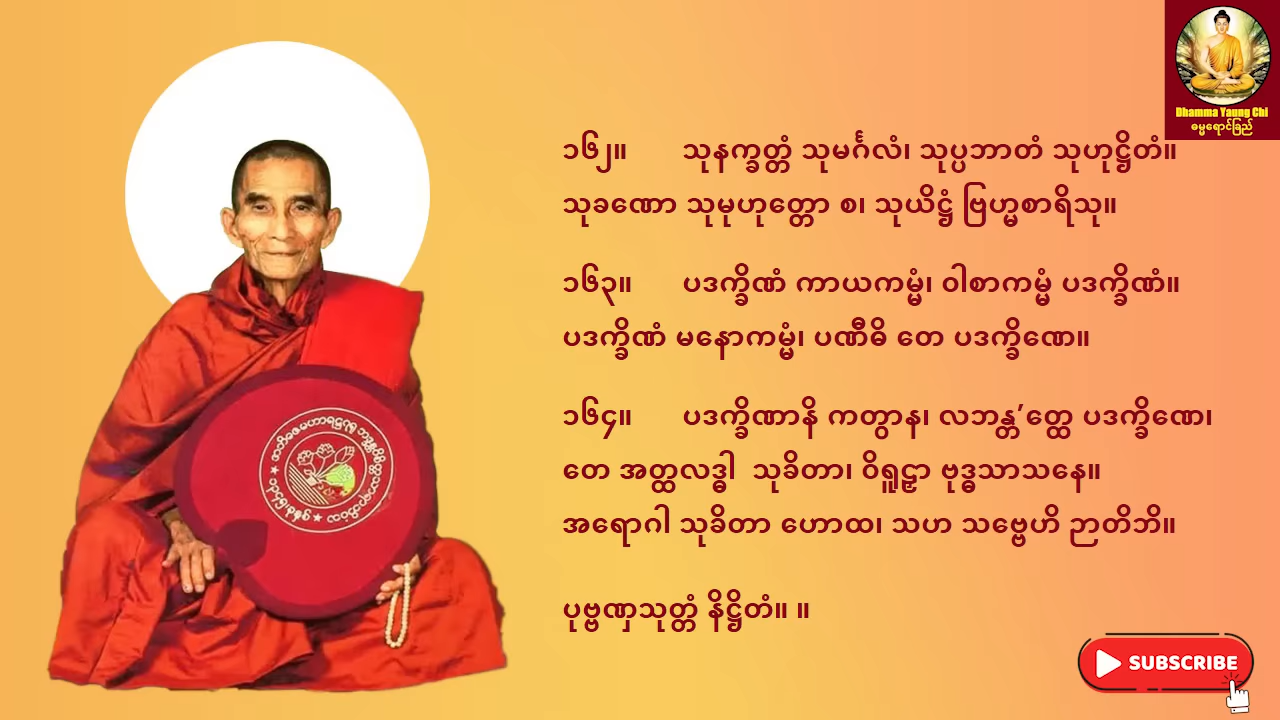 Dhamma Yaung Chi
ဓမ္မရောင်ခြည်
၁၆၂။ သုနက္ခတ္တံ သုမင်္ဂလံ၊ သုပ္ပဘာတံ သုဟုဋ္ဌိတံ။
သုခဏော သုမုဟုတ္တော စ၊ သုယိဋ္ဌံ ဗြဟ္မစာရိသု။
၁၆၃။ ပဒက္ခိဏံ ကာယကမ္မံ၊ ဝါစာကမ္မံ ပဒက္ခိဏံ။
ပဒက္ခိဏံ မနောကမ္မံ၊ ပဏီဓိ တေ ပဒက္ခိဏေ။
၁၆၄။ ပဒက္ခိဏာနိ ကတွာန၊ လဘန္တ’တ္ထေ ပဒက္ခိဏေ၊
တေ အတ္ထလဒ္ဓါ သုခိတာ၊ ဝိရူဠှာ ဗုဒ္ဓသာသနေ။
အရောဂါ သုခိတာ ဟောထ၊ သဟ သဗ္ဗေဟိ ဉာတိဘိ။
ပုဗ္ဗဏှသုတ္တံ နိဋ္ဌိတံ။ ။
SUBSCRIBE